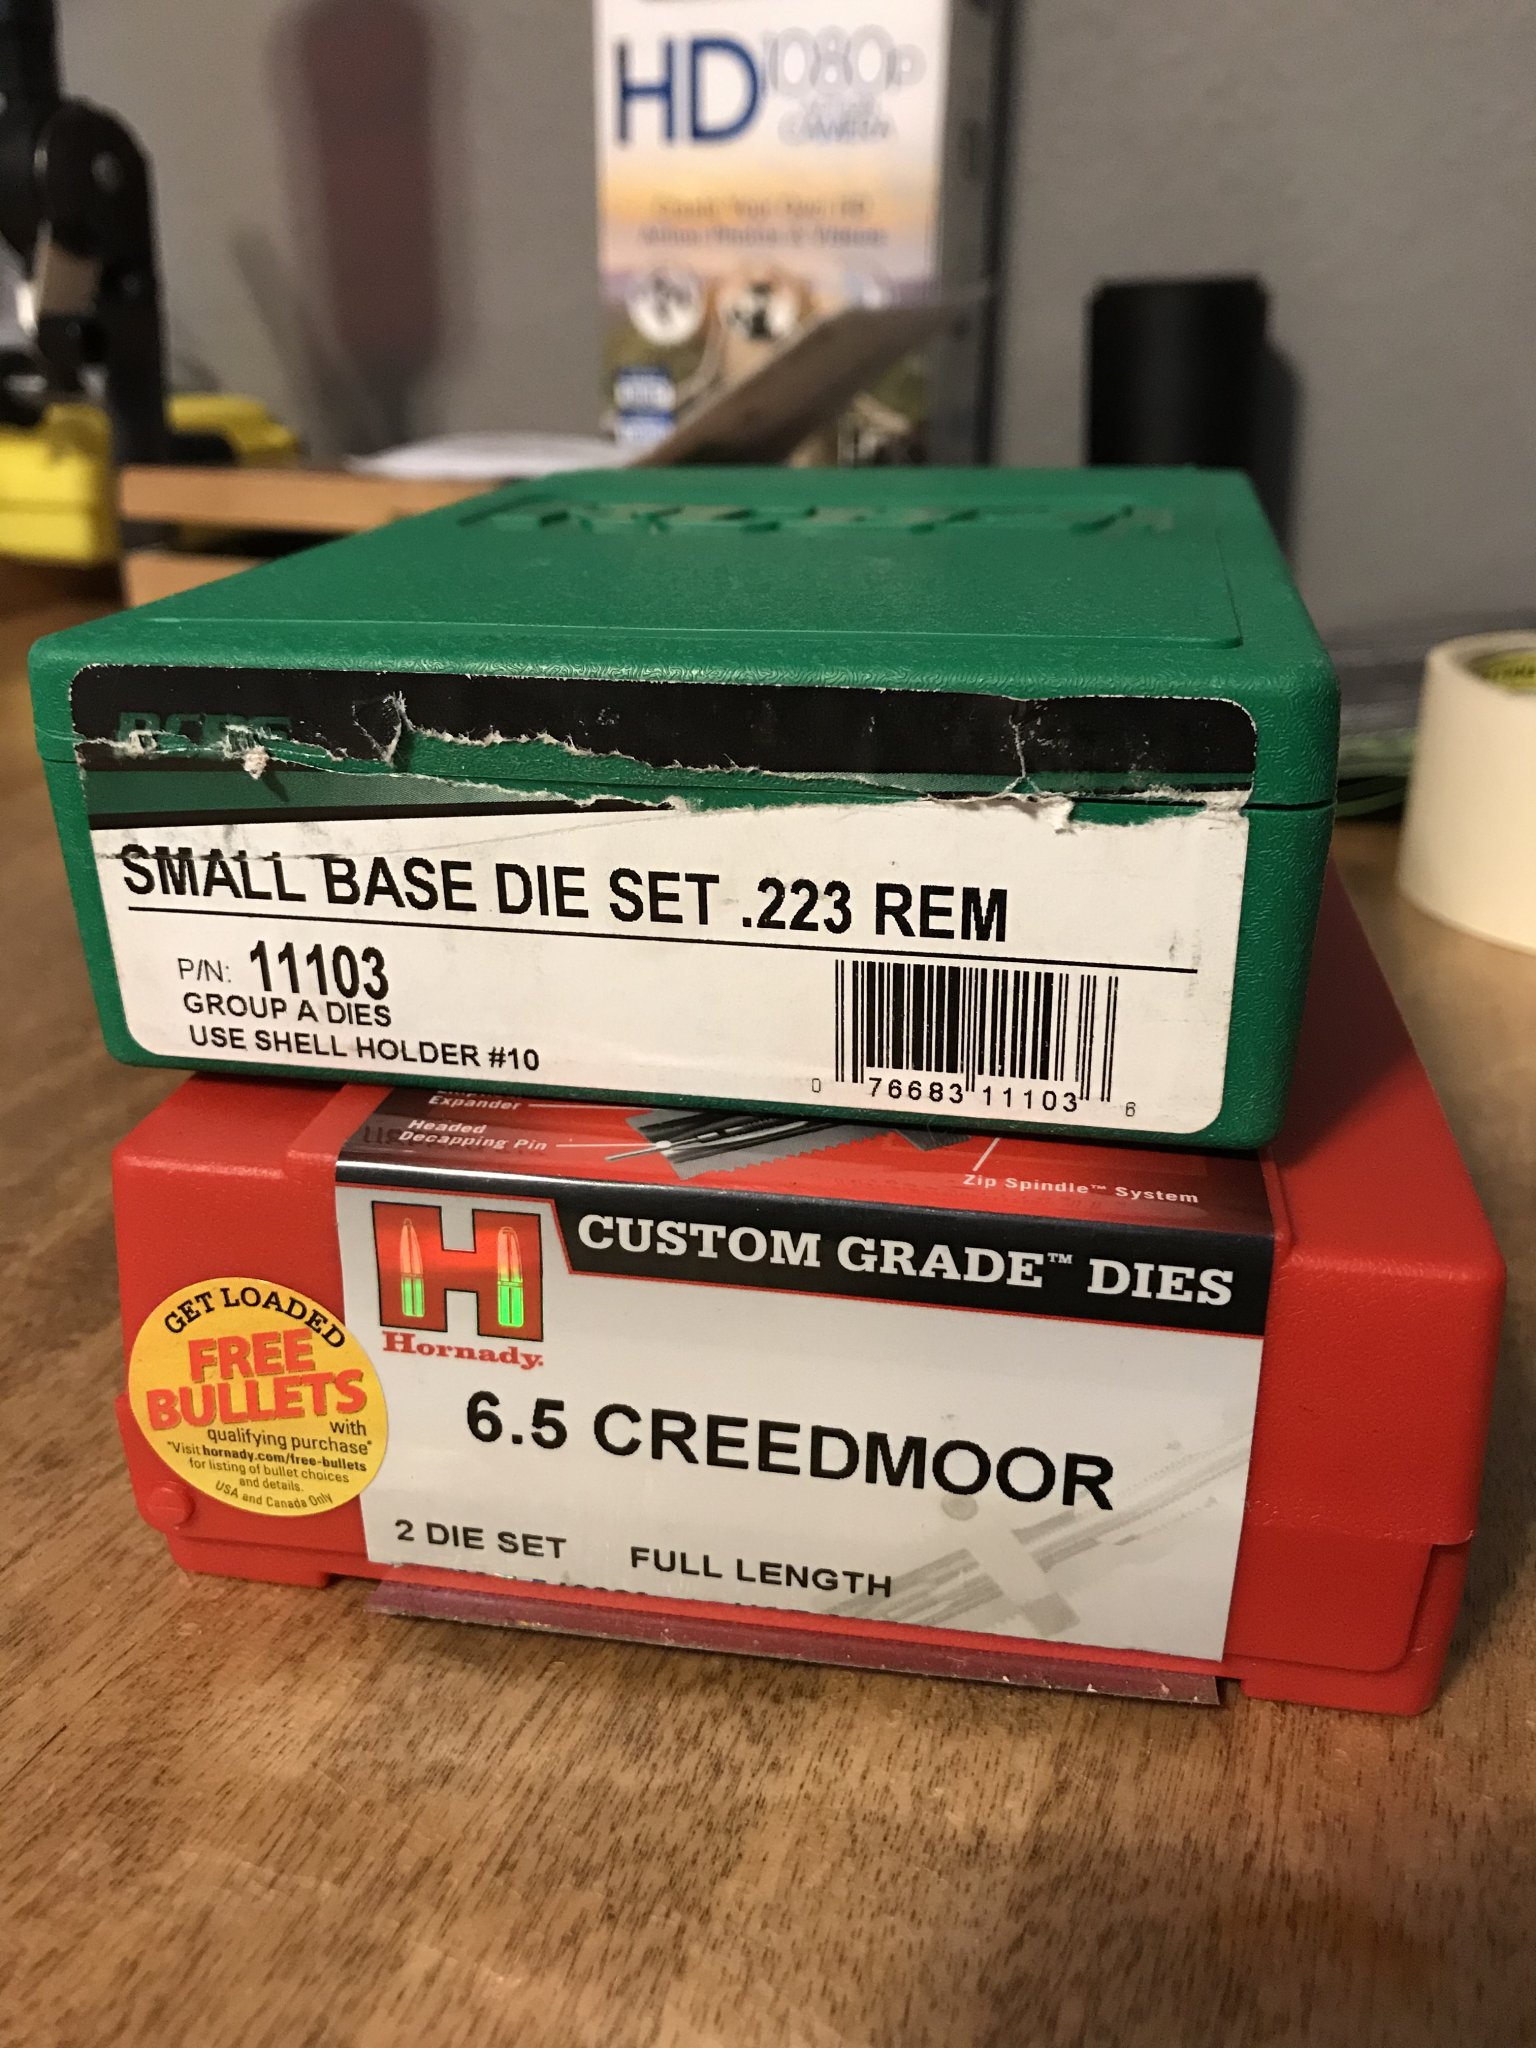 HD 1080p
CAMERA
RCBS
SMALL BASE DIE SET .223 REM
P/N: 11103
GROUP A DIES
USE SHELL HOLDER #10
0 76683 11103 6
Expander
Headed
Decapping Pin
Zip Spindle™ System
CUSTOM GRADE™ DIES
H
Hornady.
GET LOADED
FREE
BULLETS
with
qualifying purchase*
*Visit hornady.com/free-bullets
for listing of bullet choices
and details.
USA and Canada Only
6.5 CREEDMOOR
2 DIE SET FULL LENGTH